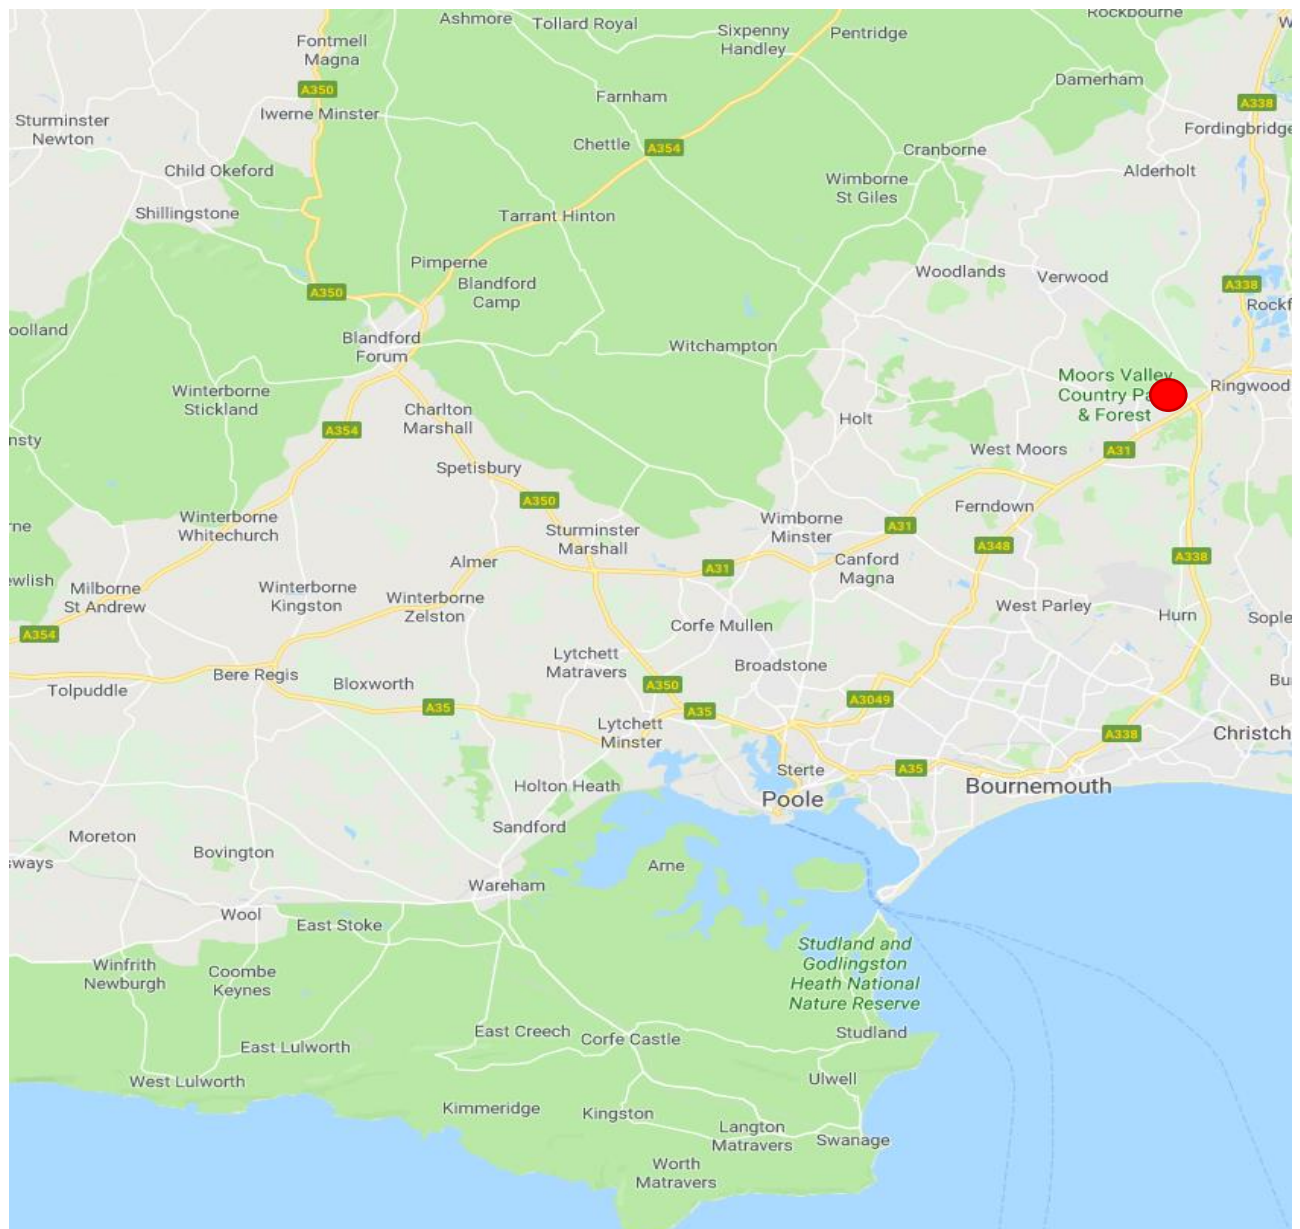 Ashmore
Tollard Royal
Sixpenny
Handley
Pentridge
Rockbourne
Fontmell
Magna
Damerham
A350
Farnham
A338
Iwerne Minster
Sturminster
Newton
Fordingbridge
Chettle
A354
Cranborne
Child Okeford
Alderholt
Wimborne
St Giles
Shillingstone
Tarrant Hinton
Pimperne
Blandford
Camp
Woodlands
Verwood
A350
A338
Rockf
oolland
Blandford
Forum
Witchampton
Moors Valley
Country Pa
& Forest
Ringwood
Winterborne
Stickland
Charlton
Marshall
Holt
A354
nsty
West Moors
A31
Spetisbury
A350
Ferndown
Winterborne
Whitechurch
Sturminster
Marshall
Wimborne
Minster
A31
rne
A348
Almer
A31
Canford
Magna
A338
ewlish
Milborne
St Andrew
Winterborne
Kingston
Winterborne
Zelston
West Parley
Hurn
Sople
A354
Corfe Mullen
Lytchett
Matravers
Broadstone
Bere Regis
Tolpuddle
Bloxworth
A350
A3049
Bu
A35
A35
Lytchett
Minster
A338
Christch
Sterte
A35
Holton Heath
Poole
Bournemouth
Sandford
Moreton
Bovington
sways
Arne
Wareham
Wool
East Stoke
Studland and
Godlingston
Heath National
Nature Reserve
Winfrith
Newburgh
Coombe
Keynes
East Creech
Corfe Castle
Studland
East Lulworth
West Lulworth
Ulwell
Kimmeridge
Kingston
Langton
Matravers
Swanage
Worth
Matravers